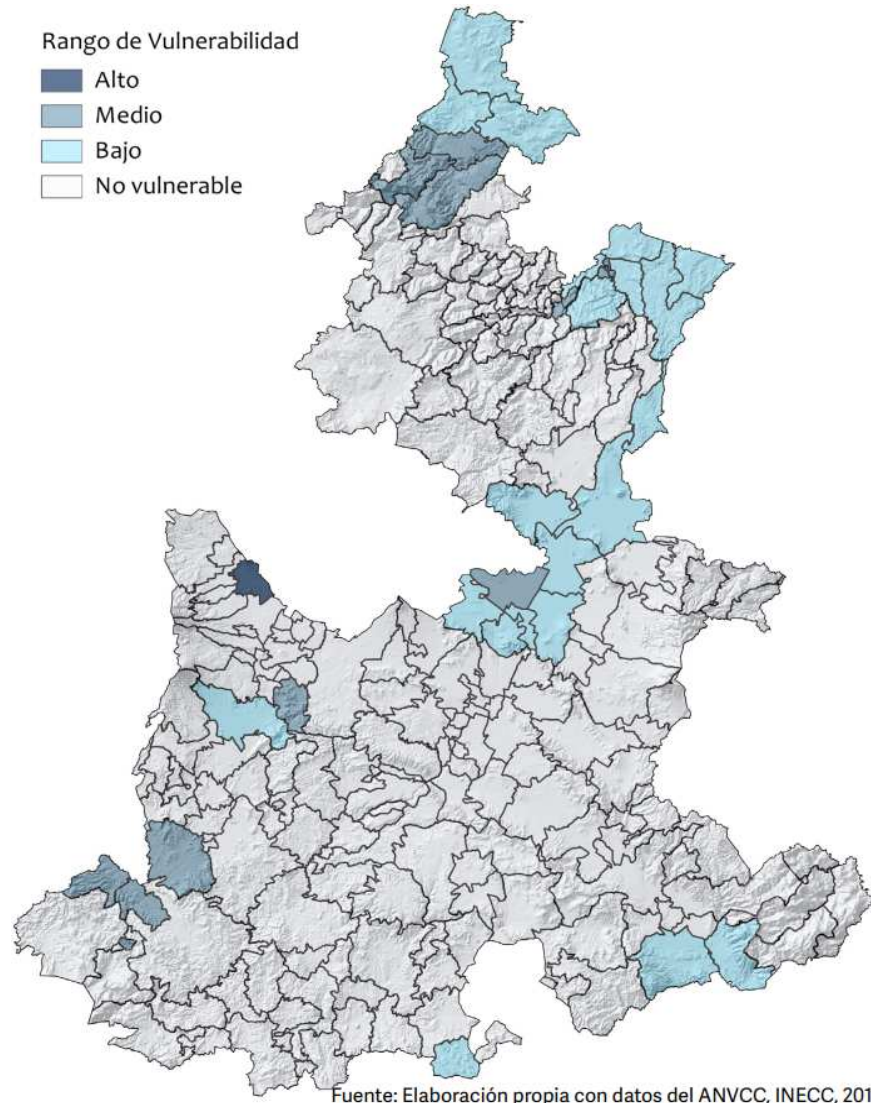 Rango de Vulnerabilidad
Alto
Medio
Bajo
No vulnerable
Fuente: Elaboración propia con datos del ANVCC, INECC, 201